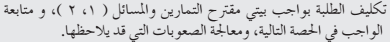 تكليف الطلبة بواجب بيتي مقترح التمارين والمسائل ( ١، ٢ )، و متابعة
الواجب في الحصة التالية، ومعالجة الصعوبات التي قد يلاحظها.